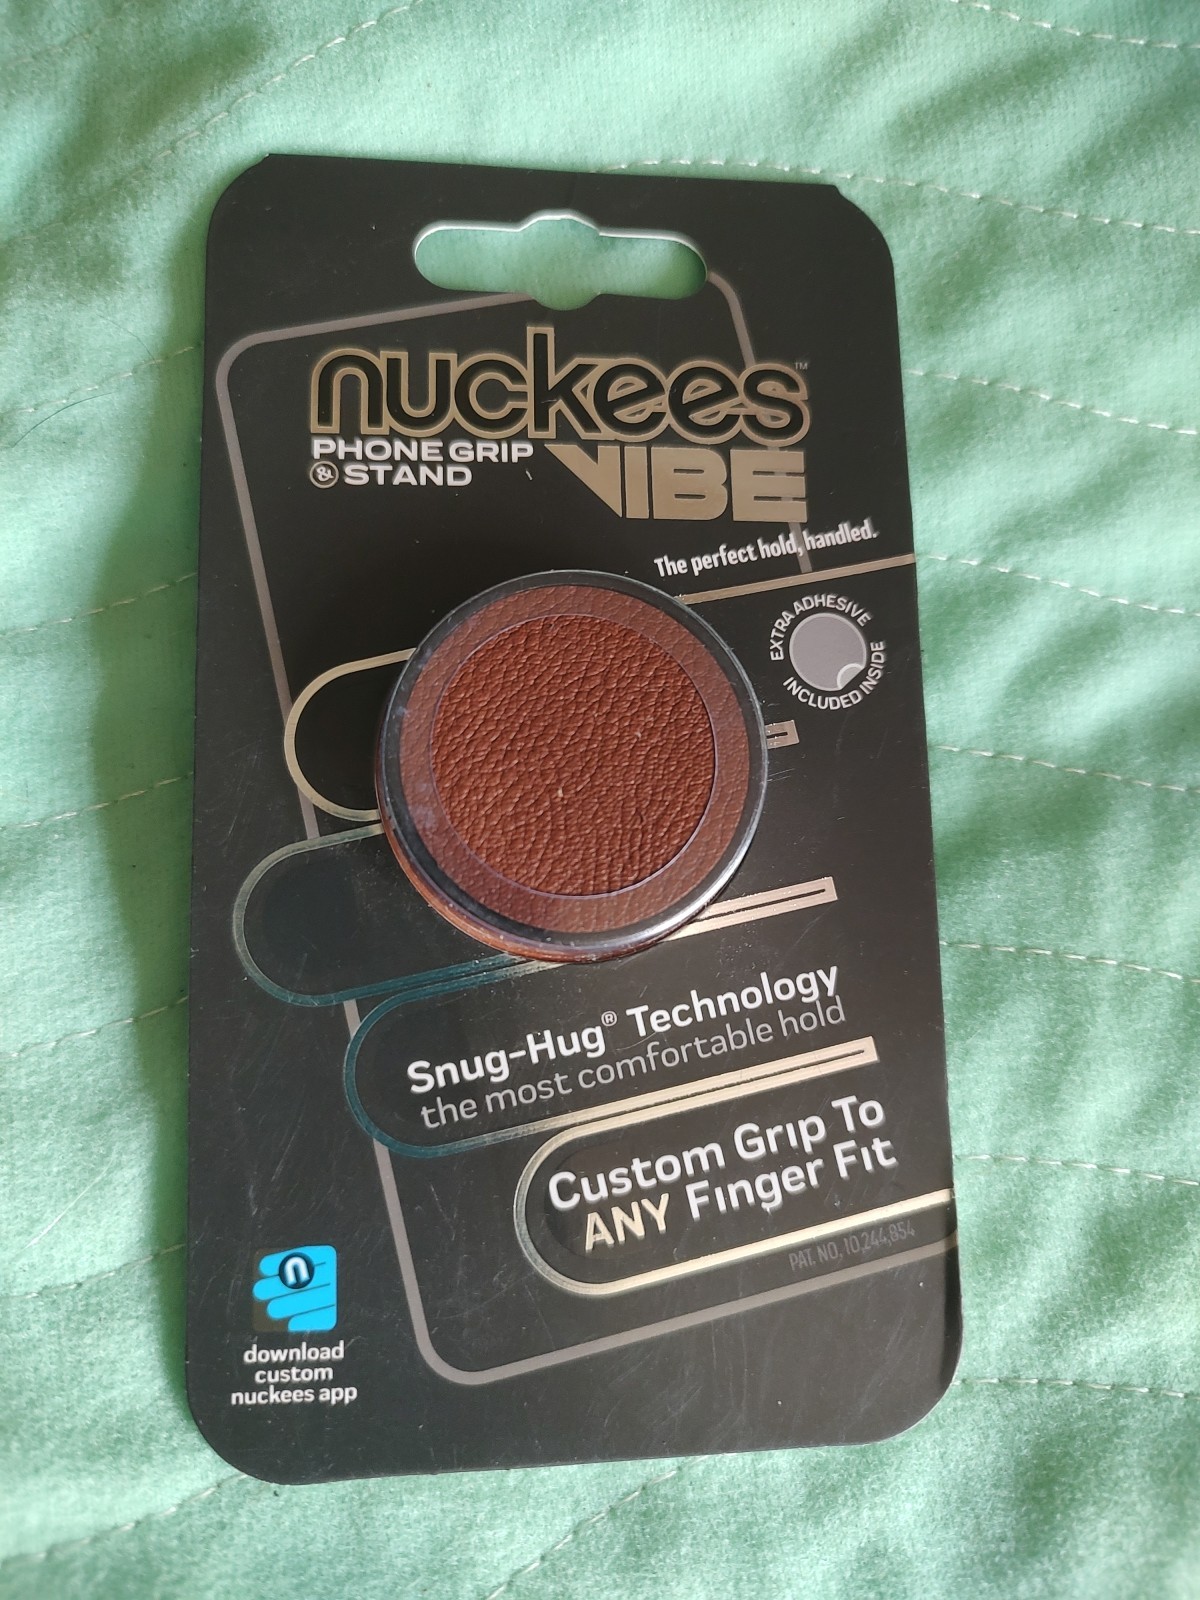 nuckees™
PHONE GRIP
& STAND
VIBE
The perfect hold, handled.
EXTRA ADHESIVE
INCLUDED INSIDE
Snug-Hug® Technology
the most comfortable hold
Custom Grip To
ANY Finger Fit
PAT. NO. 10,244,854
n
download
custom
nuckees app